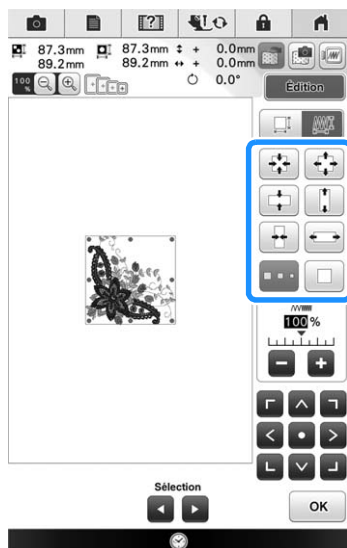 87.3mm 87.3mm + 0.0mm
89.2mm 89.2mm + 0.0mm
100 % 0.0°
Édition
100 %
Sélection
OK